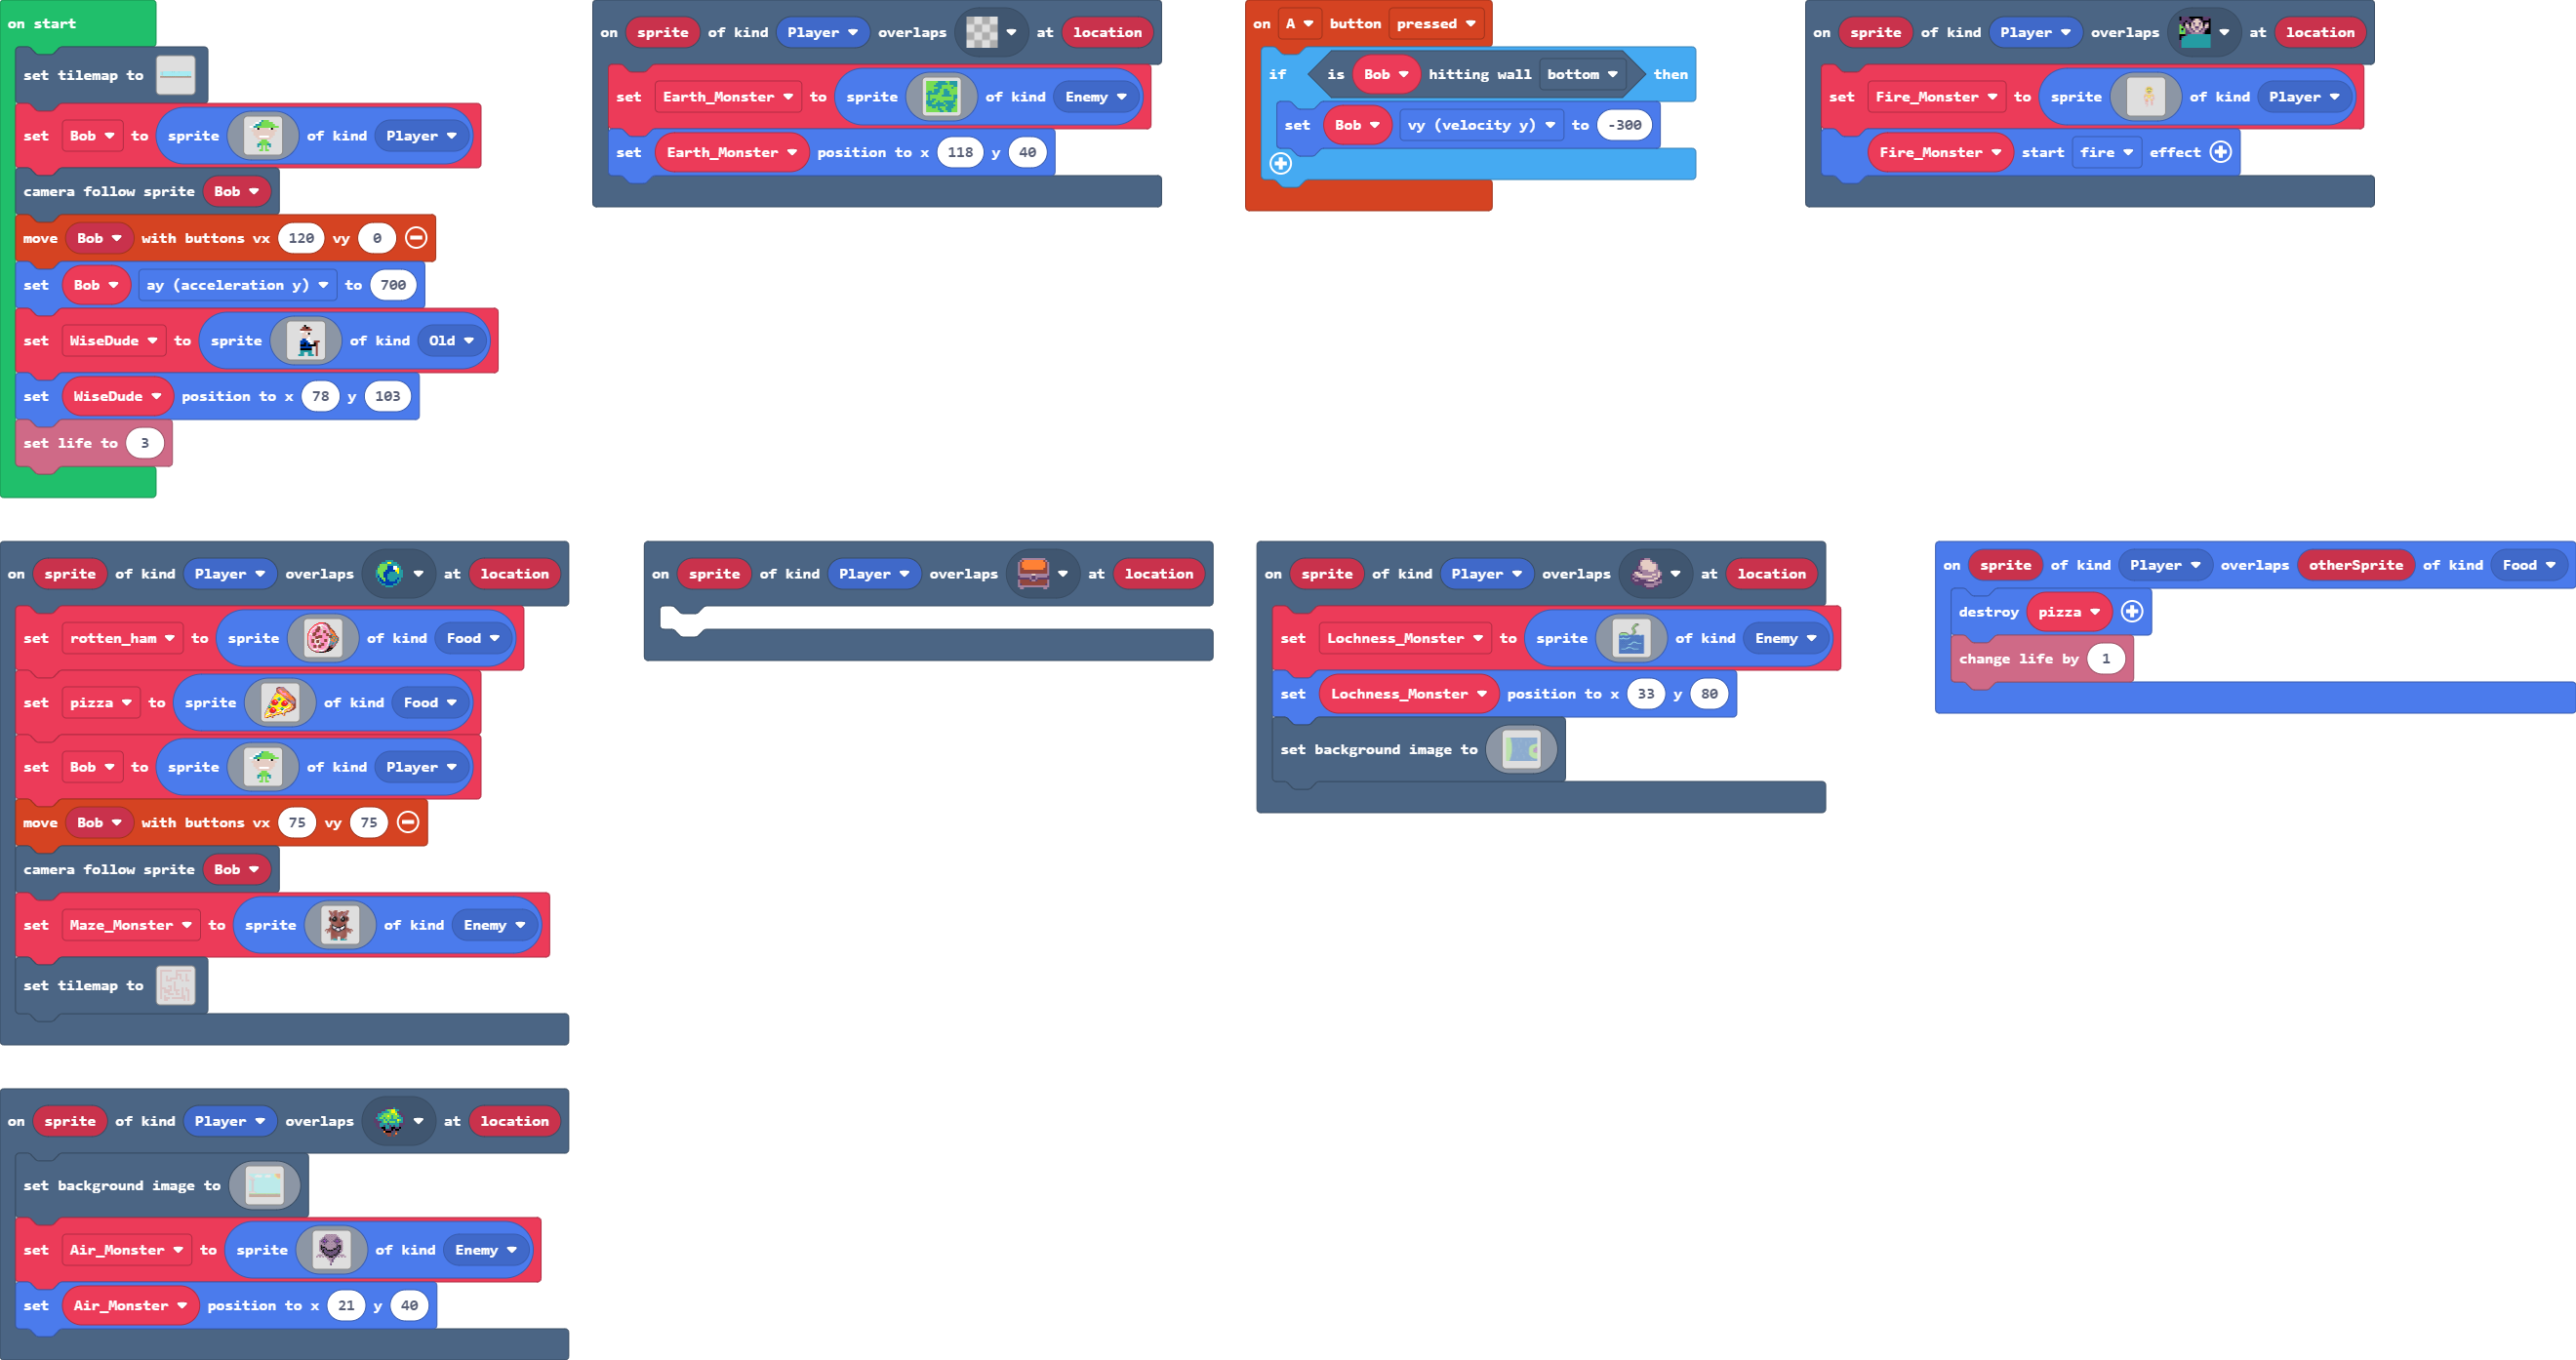 on start
set tilemap to
set Bob to sprite of kind Player
camera follow sprite Bob
move Bob with buttons vx 120 vy 0
set Bob ay (acceleration y) to 700
set WiseDude to sprite of kind Old
set WiseDude position to x 78 y 103
set life to 3
on sprite of kind Player overlaps at location
set Earth_Monster to sprite of kind Enemy
set Earth_Monster position to x 118 y 40
on A button pressed
if is Bob hitting wall bottom then
set Bob vy (velocity y) to -300
on sprite of kind Player overlaps at location
set Fire_Monster to sprite of kind Player
Fire_Monster start fire effect
on sprite of kind Player overlaps at location
set rotten_ham to sprite of kind Food
set pizza to sprite of kind Food
set Bob to sprite of kind Player
move Bob with buttons vx 75 vy 75
camera follow sprite Bob
set Maze_Monster to sprite of kind Enemy
set tilemap to
on sprite of kind Player overlaps at location
on sprite of kind Player overlaps at location
set Lochness_Monster to sprite of kind Enemy
set Lochness_Monster position to x 33 y 80
set background image to
on sprite of kind Player overlaps otherSprite of kind Food
destroy pizza
change life by 1
on sprite of kind Player overlaps at location
set background image to
set Air_Monster to sprite of kind Enemy
set Air_Monster position to x 21 y 40